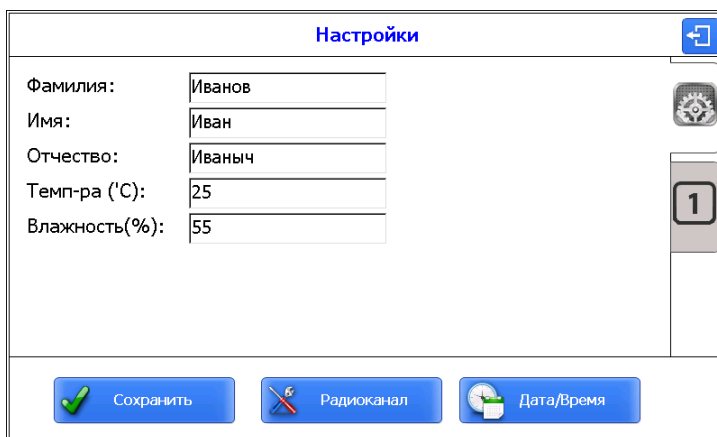 Настройки
Фамилия: Иванов
Имя: Иван
Отчество: Иваныч
Темп-ра ('С): 25
Влажность(%): 55
1
Сохранить Радиоканал Дата/Время